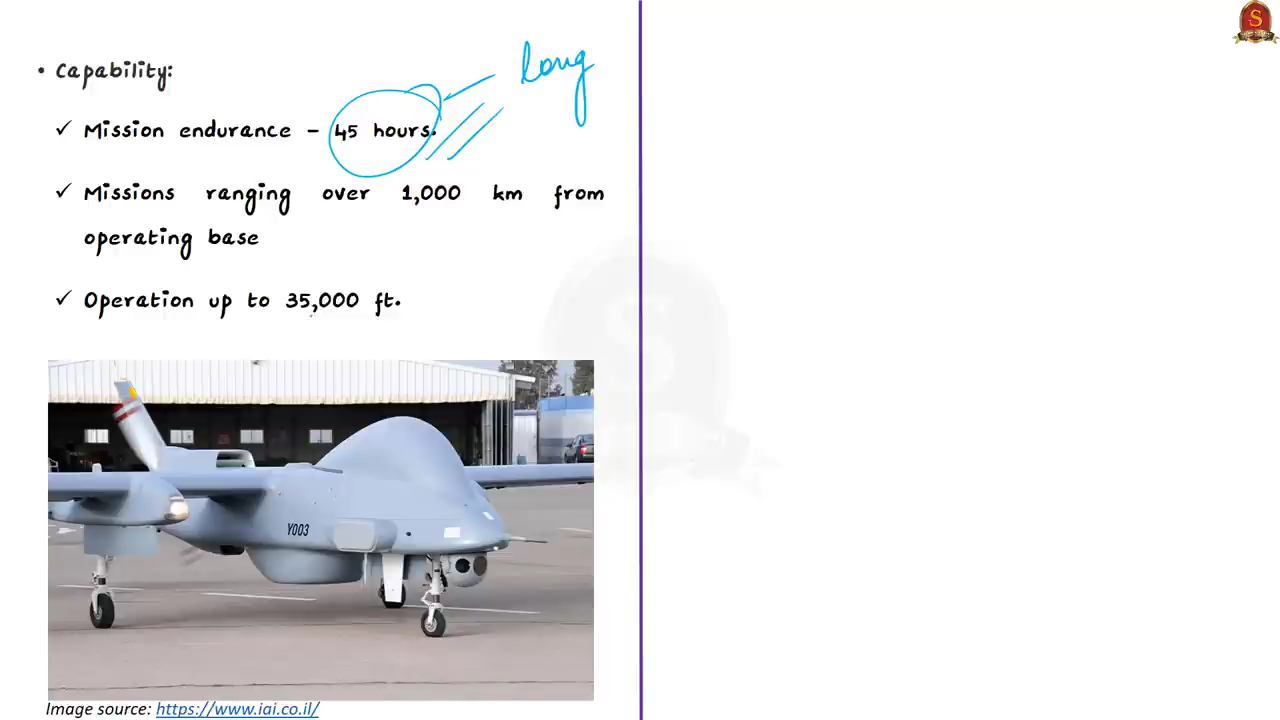 • Capability:
long
✓ Mission endurance - 45 hours.
✓ Missions ranging over 1,000 km from
operating base
✓ Operation up to 35,000 ft.
Y003
Image source: https://www.iai.co.il/
S